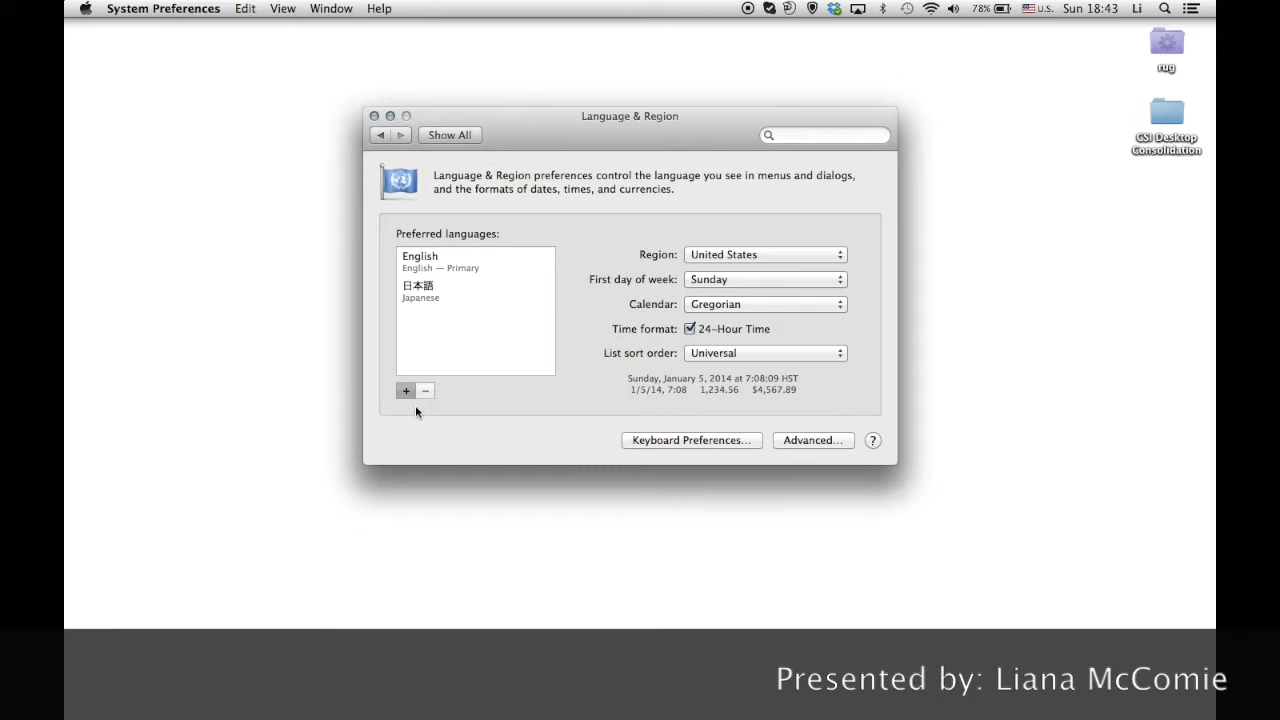 System Preferences Edit View Window Help
78% U.S. Sun 18:43 Li
rug
CSI Desktop
Consolidation
Language & Region
Show All
Language & Region preferences control the language you see in menus and dialogs,
and the formats of dates, times, and currencies.
Preferred languages:
English
English — Primary
日本語
Japanese
+ −
Region: United States
First day of week: Sunday
Calendar: Gregorian
Time format: 24-Hour Time
List sort order: Universal
Sunday, January 5, 2014 at 7:08:09 HST
1/5/14, 7:08 1,234.56 $4,567.89
Keyboard Preferences... Advanced... ?
Presented by: Liana McComie